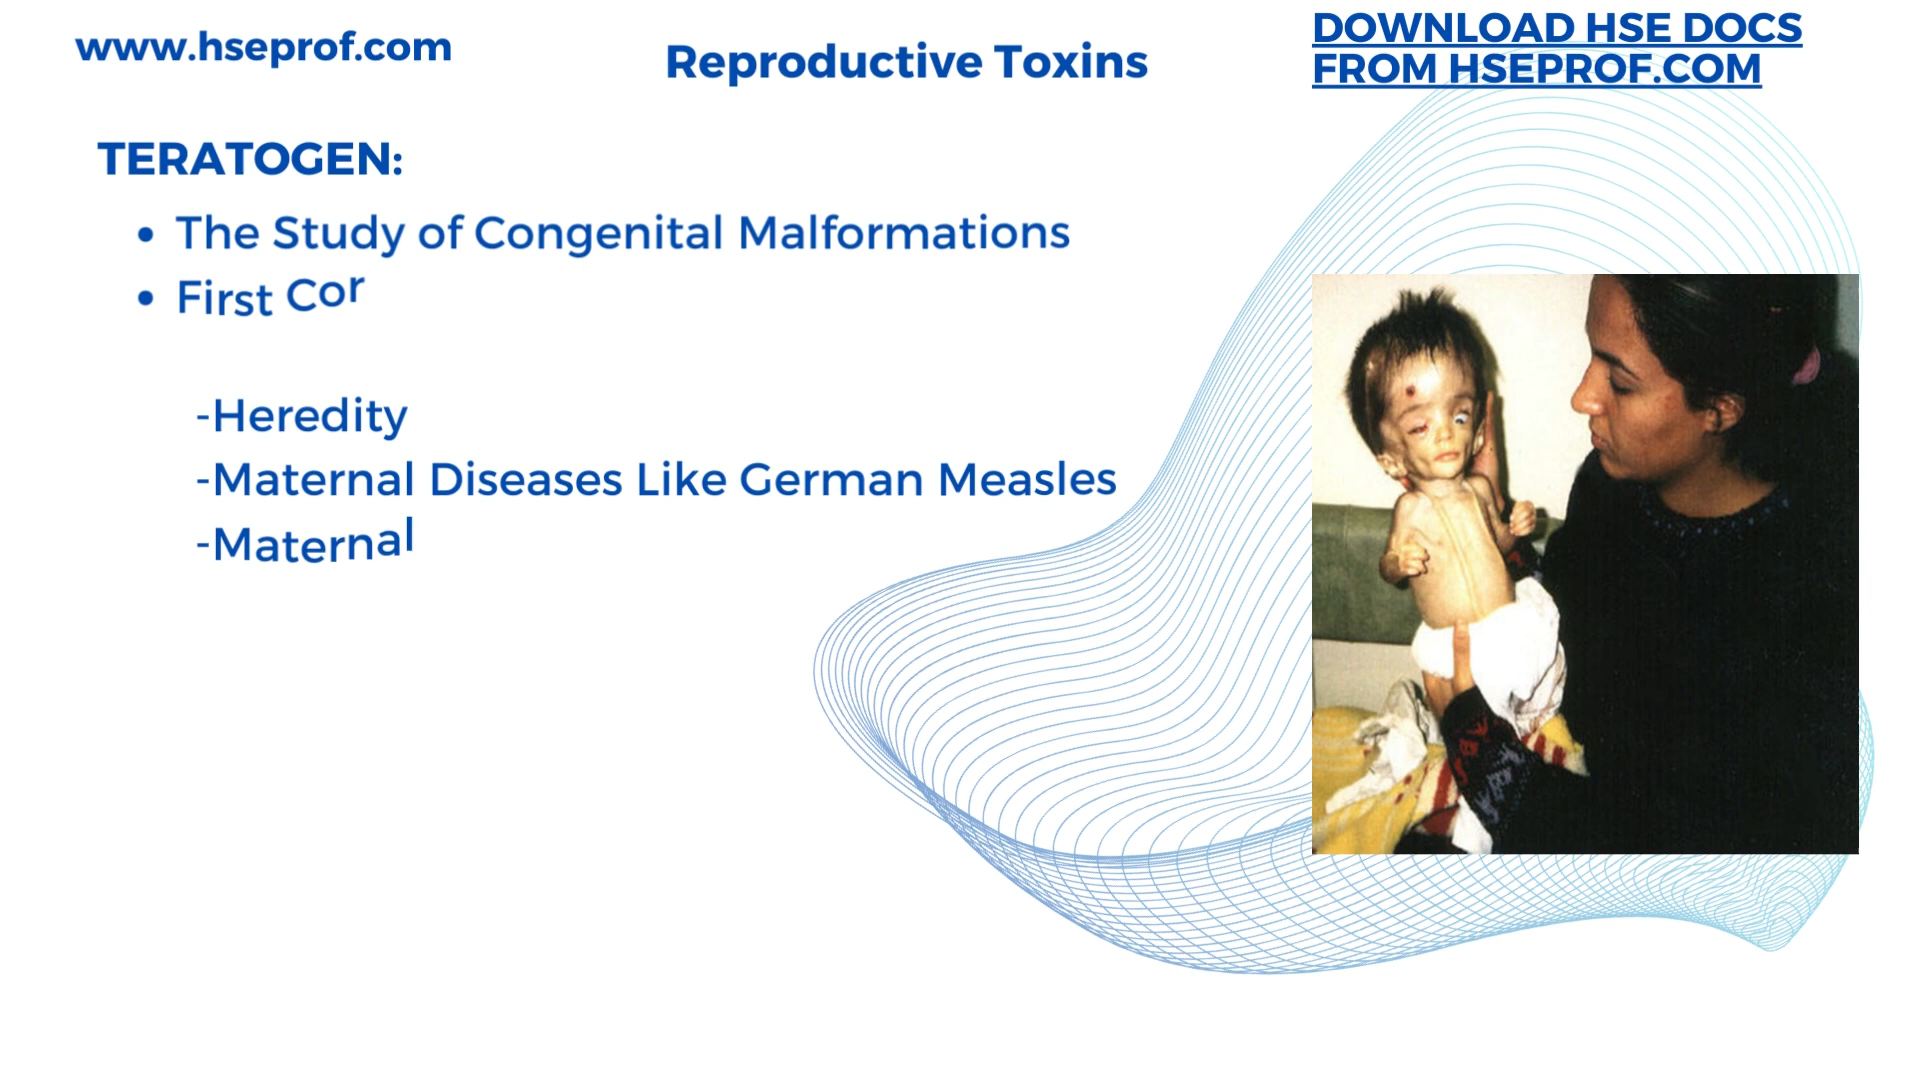 www.hseprof.com
Reproductive Toxins
DOWNLOAD HSE DOCS
FROM HSEPROF.COM
TERATOGEN:
• The Study of Congenital Malformations
• First Cor
-Heredity
-Maternal Diseases Like German Measles
-Maternal